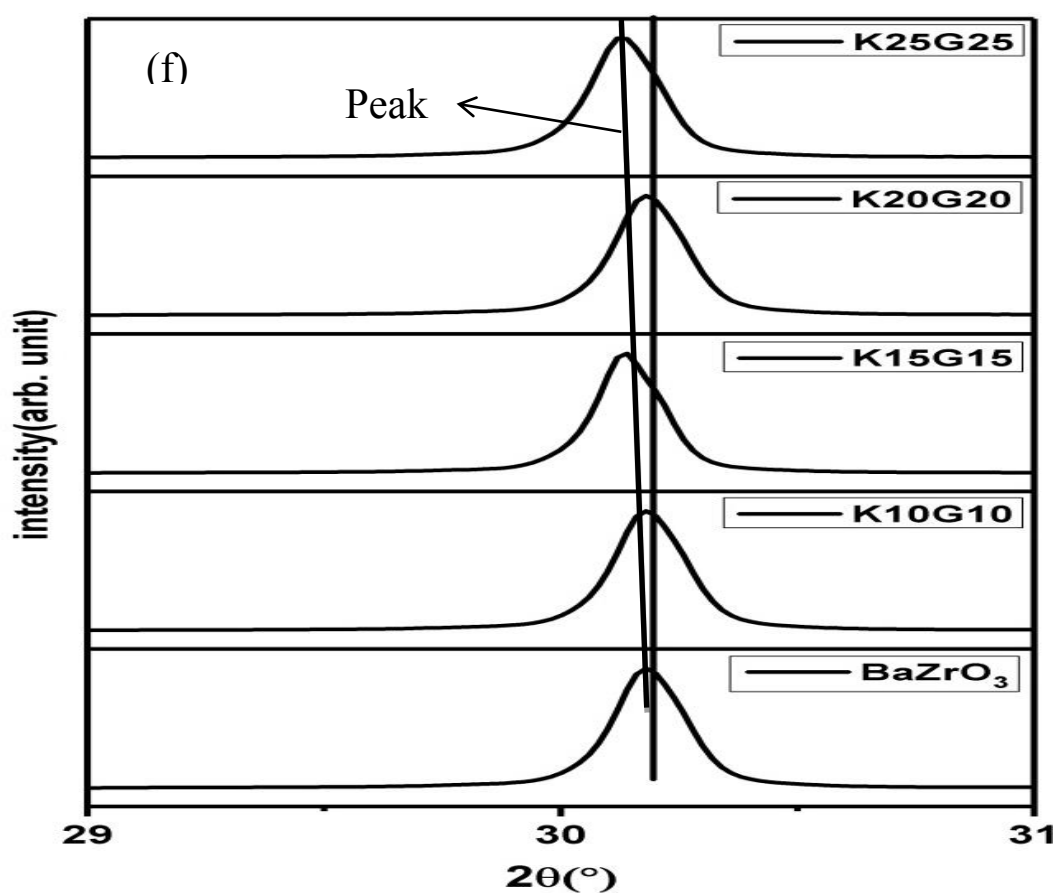 K25G25
(f)
Peak
K20G20
K15G15
K10G10
BaZrO₃
intensity(arb. unit)
29 30 31
2θ(°)